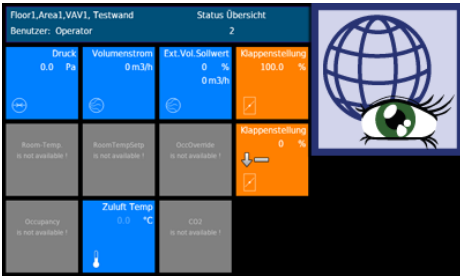 Floor1,Area1,VAV1, Testwand Status Übersicht
Benutzer: Operator 2
Druck
0.0 Pa
Volumenstrom
0 m3/h
Ext.Vol.Sollwert
0 %
0 m3/h
Klappenstellung
100.0 %
Room-Temp.
is not available !
RoomTempSetp
is not available !
OccOverride
is not available !
Klappenstellung
0 %
Occupancy
is not available !
Zuluft Temp
0.0 °C
CO2
is not available !